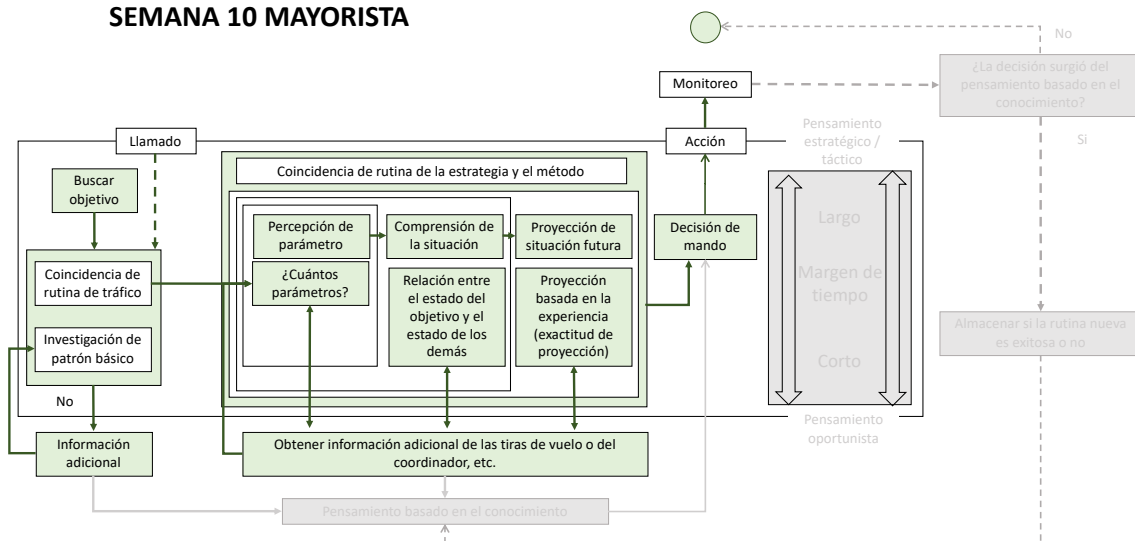 SEMANA 10 MAYORISTA
No
¿La decisión surgió del
pensamiento basado en el
conocimiento?
Monitoreo
Si
Llamado
Acción
Pensamiento
estratégico /
táctico
Buscar
objetivo
Coincidencia de rutina de la estrategia y el método
Percepción de
parámetro
Comprensión de
la situación
Proyección de
situación futura
Decisión de
mando
Largo
Coincidencia de
rutina de tráfico
¿Cuántos
parámetros?
Relación entre
el estado del
objetivo y el
estado de los
demás
Proyección
basada en la
experiencia
(exactitud de
proyección)
Margen de
tiempo
Investigación de
patrón básico
Almacenar si la rutina nueva
es exitosa o no
Corto
No
Pensamiento
oportunista
Información
adicional
Obtener información adicional de las tiras de vuelo o del
coordinador, etc.
Pensamiento basado en el conocimiento